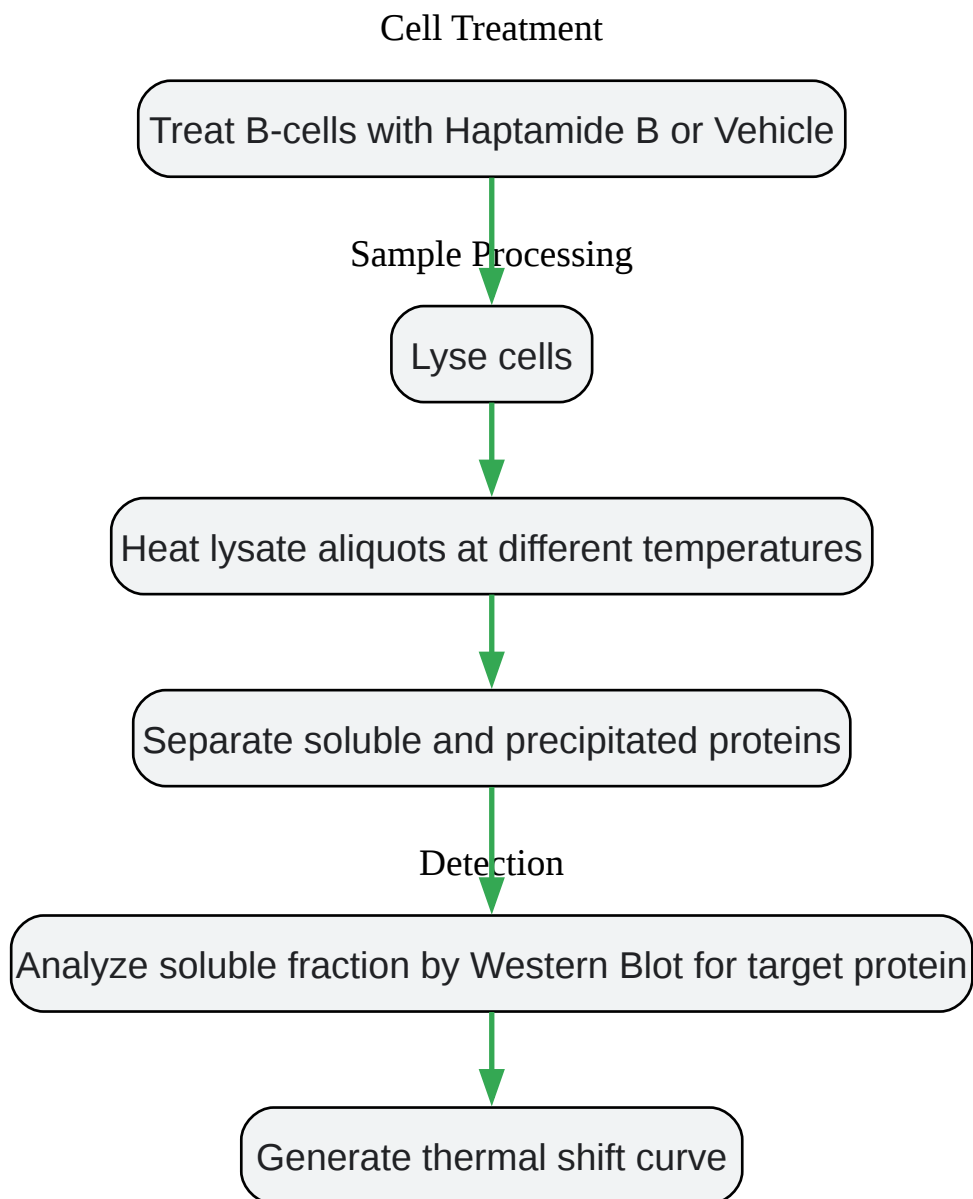 Cell Treatment
Treat B-cells with Haptamide B or Vehicle
Sample Processing
Lyse cells
Heat lysate aliquots at different temperatures
Separate soluble and precipitated proteins
Detection
Analyze soluble fraction by Western Blot for target protein
Generate thermal shift curve